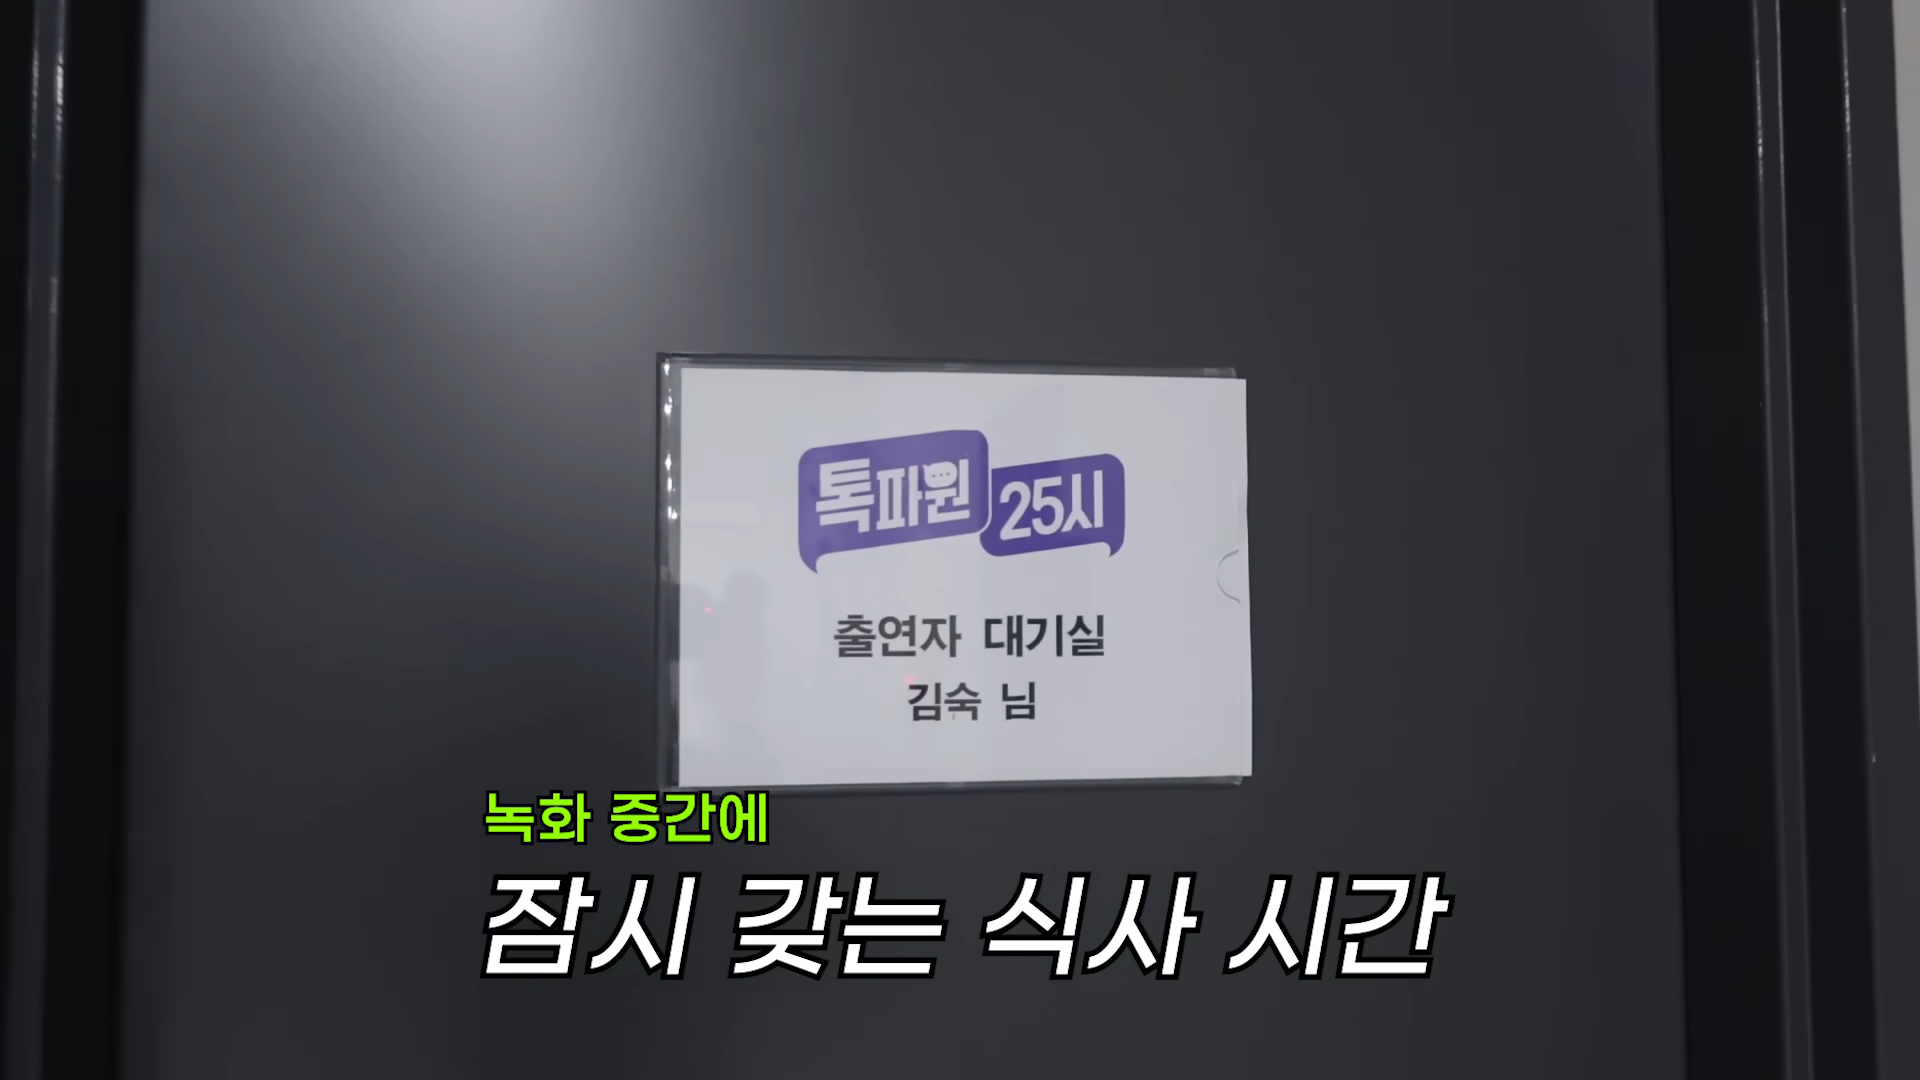 톡파원 25시
출연자 대기실
김숙 님
녹화 중간에
잠시 갖는 식사 시간